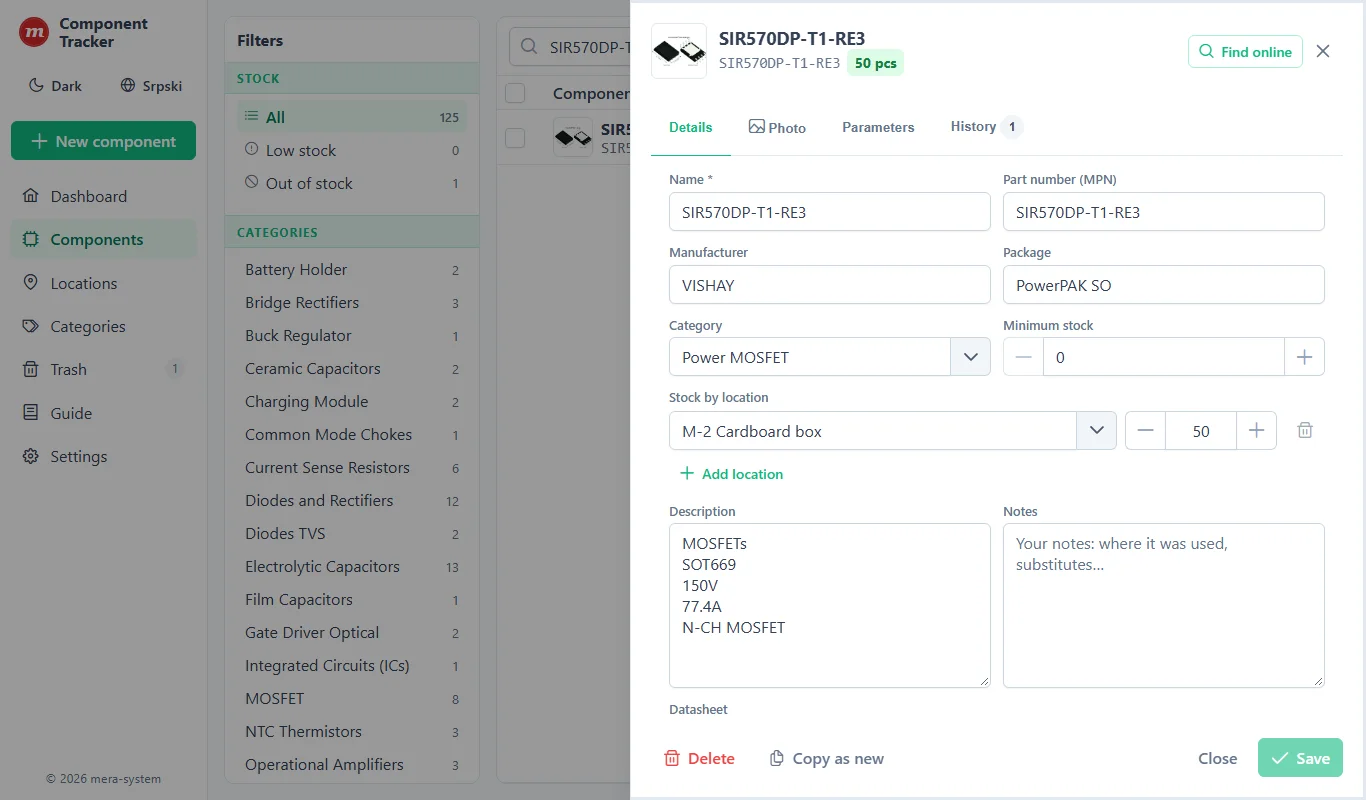 m
Component
Tracker
Dark
Srpski
New component
Dashboard
Components
Locations
Categories
Trash 1
Guide
Settings
© 2026 mera-system
Filters
STOCK
All 125
Low stock 0
Out of stock 1
CATEGORIES
Battery Holder 2
Bridge Rectifiers 3
Buck Regulator 1
Ceramic Capacitors 2
Charging Module 2
Common Mode Chokes 1
Current Sense Resistors 6
Diodes and Rectifiers 12
Diodes TVS 2
Electrolytic Capacitors 13
Film Capacitors 1
Gate Driver Optical 2
Integrated Circuits (ICs) 1
MOSFET 8
NTC Thermistors 3
Operational Amplifiers 3
SIR570DP-T
Componen
SIR5
SIR5
SIR570DP-T1-RE3
SIR570DP-T1-RE3 50 pcs
Find online
Details Photo Parameters History 1
Name * Part number (MPN)
SIR570DP-T1-RE3 SIR570DP-T1-RE3
Manufacturer Package
VISHAY PowerPAK SO
Category Minimum stock
Power MOSFET 0
Stock by location
M-2 Cardboard box 50
Add location
Description
MOSFETs
SOT669
150V
77.4A
N-CH MOSFET
Notes
Your notes: where it was used,
substitutes...
Datasheet
Delete Copy as new Close Save